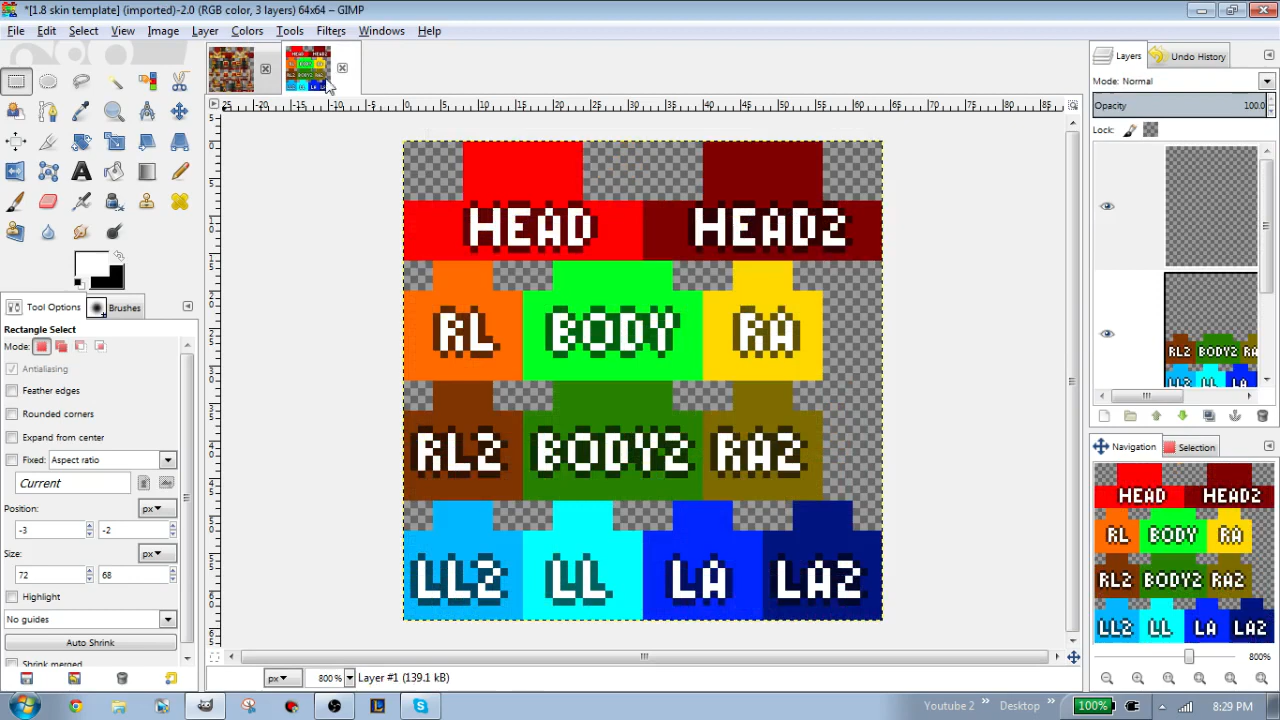 *[1.8 skin template] (imported)-2.0 (RGB color, 3 layers) 64x64 – GIMP
File Edit Select View Image Layer Colors Tools Filters Windows Help
Layers Undo History
Mode: Normal
Opacity 100.0
Lock:
HEAD HEAD2
RL BODY RA
RL2 BODY2 RA2
LL2 LL LA LA2
Tool Options Brushes
Rectangle Select
Mode:
Antialiasing
Feather edges
Rounded corners
Expand from center
Fixed: Aspect ratio
Current
Position: px
-3 -2
Size: px
72 68
Highlight
No guides
Auto Shrink
Shrink merged
RL2 BODY2 RA
LL2 LL LA
Navigation Selection
HEAD HEAD2
RL BODY RA
RL2 BODY2 RA2
LL2 LL LA LA2
800%
px 800% Layer #1 (139.1 kB)
Youtube 2 » Desktop » 100% 8:29 PM